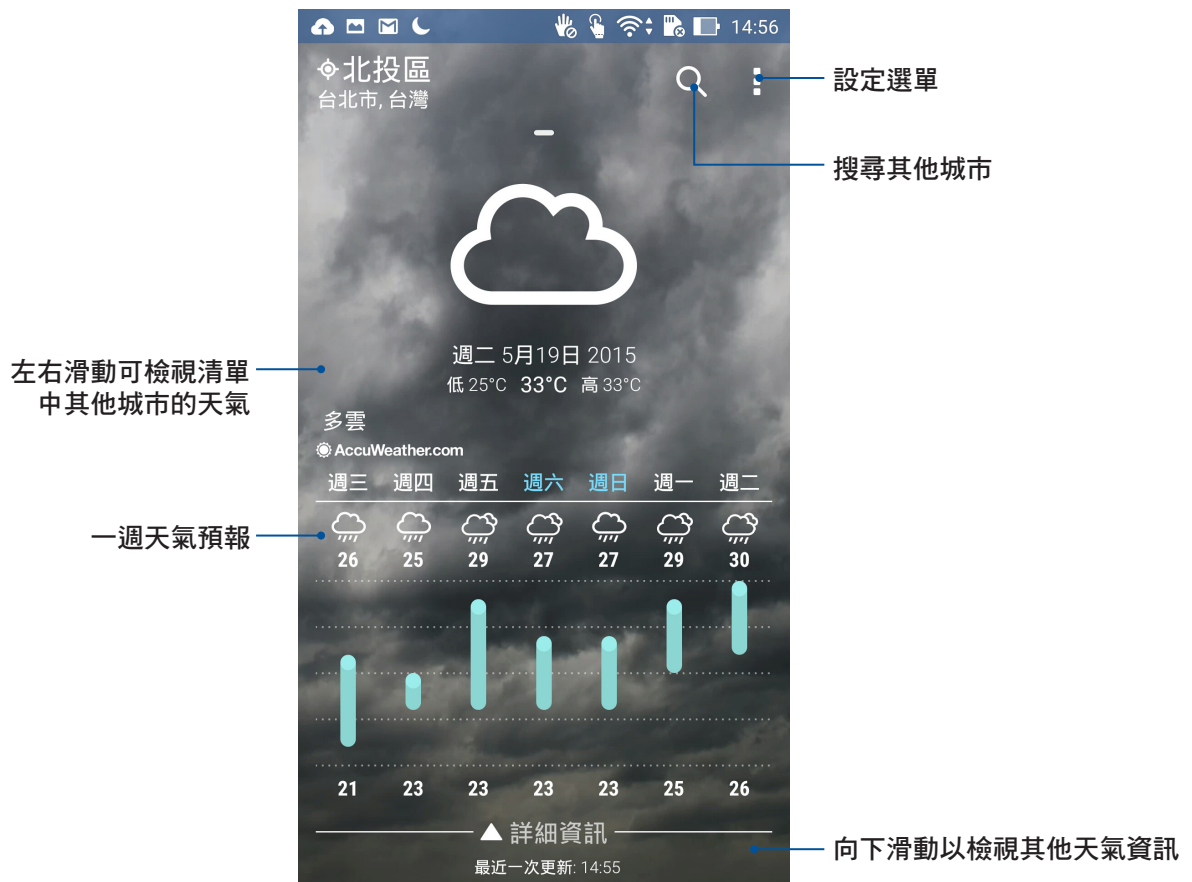 14:56
北投區
台北市, 台灣
設定選單
搜尋其他城市
週二 5月19日 2015
低 25°C 33°C 高 33°C
左右滑動可檢視清單
中其他城市的天氣
多雲
AccuWeather.com
週三 週四 週五 週六 週日 週一 週二
一週天氣預報
26 25 29 27 27 29 30
21 23 23 23 23 25 26
詳細資訊
向下滑動以檢視其他天氣資訊
最近一次更新: 14:55